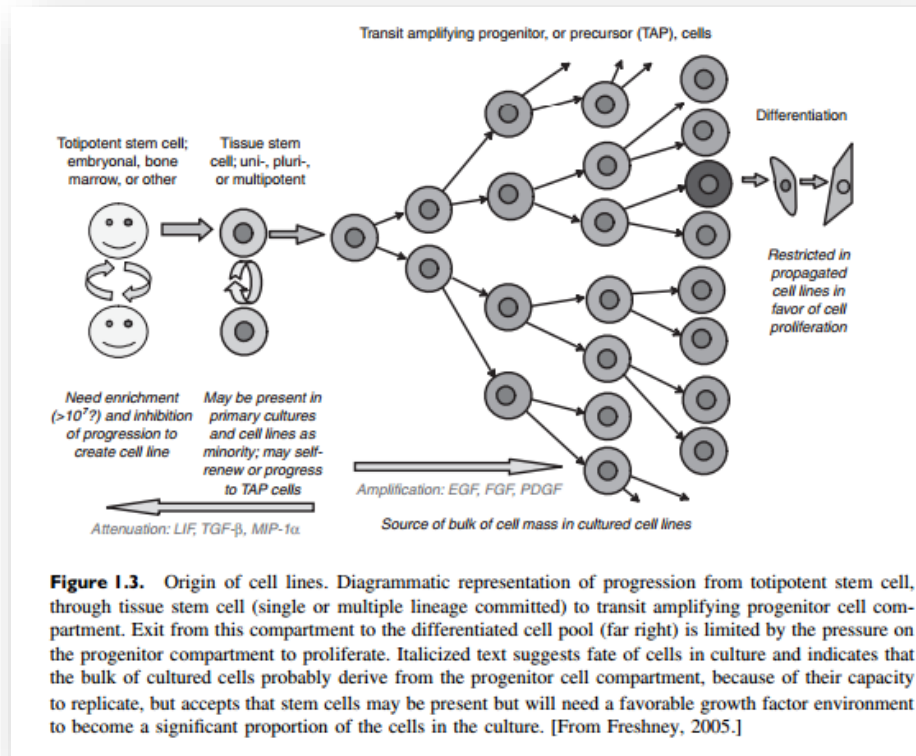 Transit amplifying progenitor, or precursor (TAP), cells
Totipotent stem cell;
embryonal, bone
marrow, or other
Tissue stem
cell; uni-, pluri-,
or multipotent
Differentiation
Restricted in
propagated
cell lines in
favor of cell
proliferation
Need enrichment
(>10⁷?) and inhibition
of progression to
create cell line
May be present in
primary cultures
and cell lines as
minority; may self-
renew or progress
to TAP cells
Amplification: EGF, FGF, PDGF
Attenuation: LIF, TGF-β, MIP-1α
Source of bulk of cell mass in cultured cell lines
Figure 1.3. Origin of cell lines. Diagrammatic representation of progression from totipotent stem cell,
through tissue stem cell (single or multiple lineage committed) to transit amplifying progenitor cell com-
partment. Exit from this compartment to the differentiated cell pool (far right) is limited by the pressure on
the progenitor compartment to proliferate. Italicized text suggests fate of cells in culture and indicates that
the bulk of cultured cells probably derive from the progenitor cell compartment, because of their capacity
to replicate, but accepts that stem cells may be present but will need a favorable growth factor environment
to become a significant proportion of the cells in the culture. [From Freshney, 2005.]